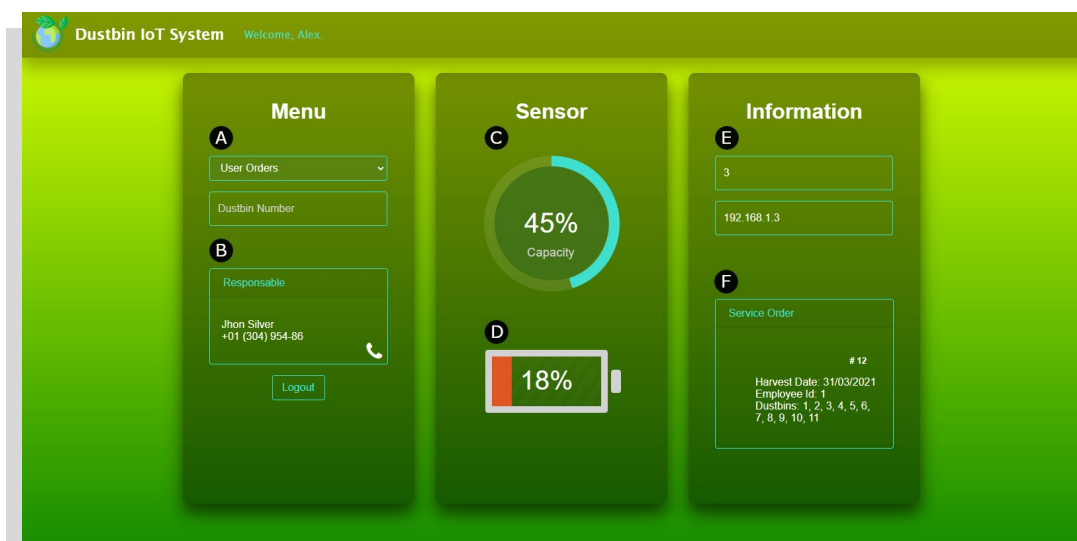 Dustbin IoT System Welcome, Alex.
Menu
A
User Orders
Dustbin Number
B
Responsable
Jhon Silver
+01 (304) 954-86
Logout
Sensor
C
45%
Capacity
D
18%
Information
E
3
192.168.1.3
F
Service Order
# 12
Harvest Date: 31/03/2021
Employee Id: 1
Dustbins: 1, 2, 3, 4, 5, 6,
7, 8, 9, 10, 11